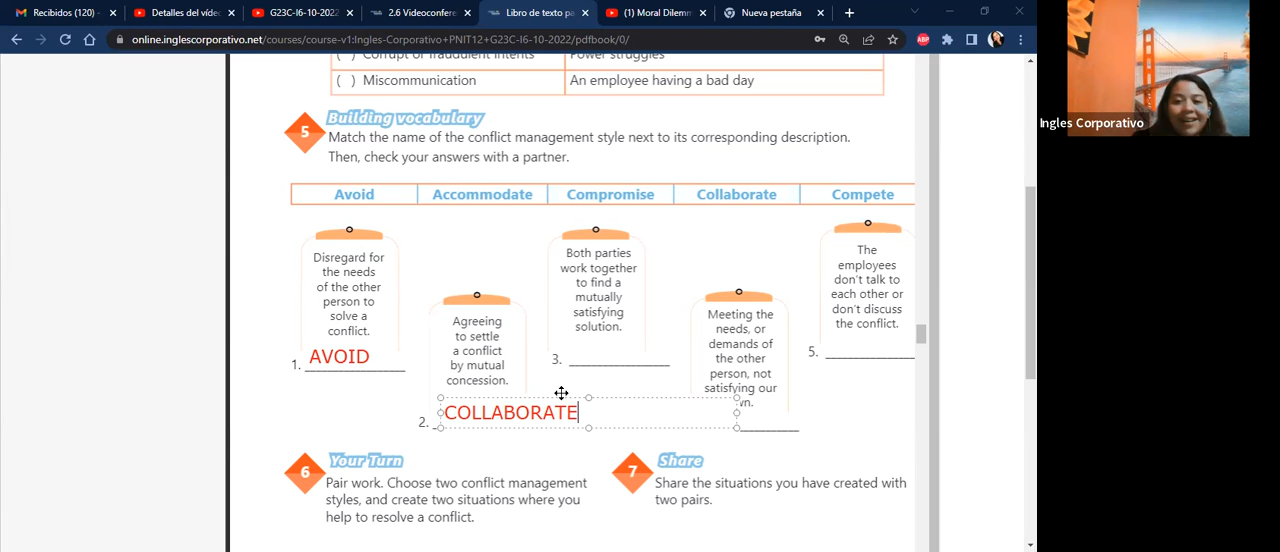 Recibidos (120) -
Detalles del víde
G23C-I6-10-2022
2.6 Videoconfere
Libro de texto pa
(1) Moral Dilemm
Nueva pestaña
online.inglescorporativo.net/courses/course-v1:Ingles-Corporativo+PNIT12+G23C-I6-10-2022/pdfbook/0/
Ingles Corporativo
( ) Corrupt or fraudulent intents
Power struggles
( ) Miscommunication
An employee having a bad day
5
Building vocabulary
Match the name of the conflict management style next to its corresponding description.
Then, check your answers with a partner.
Avoid
Accommodate
Compromise
Collaborate
Compete
Disregard for
the needs
of the other
person to
solve a
conflict.
1. AVOID
Agreeing
to settle
a conflict
by mutual
concession.
2. COLLABORATE
Both parties
work together
to find a
mutually
satisfying
solution.
3.
Meeting the
needs, or
demands of
the other
person, not
satisfying our
wn.
The
employees
don't talk to
each other or
don't discuss
the conflict.
5.
6
Your Turn
Pair work. Choose two conflict management
styles, and create two situations where you
help to resolve a conflict.
7
Share
Share the situations you have created with
two pairs.